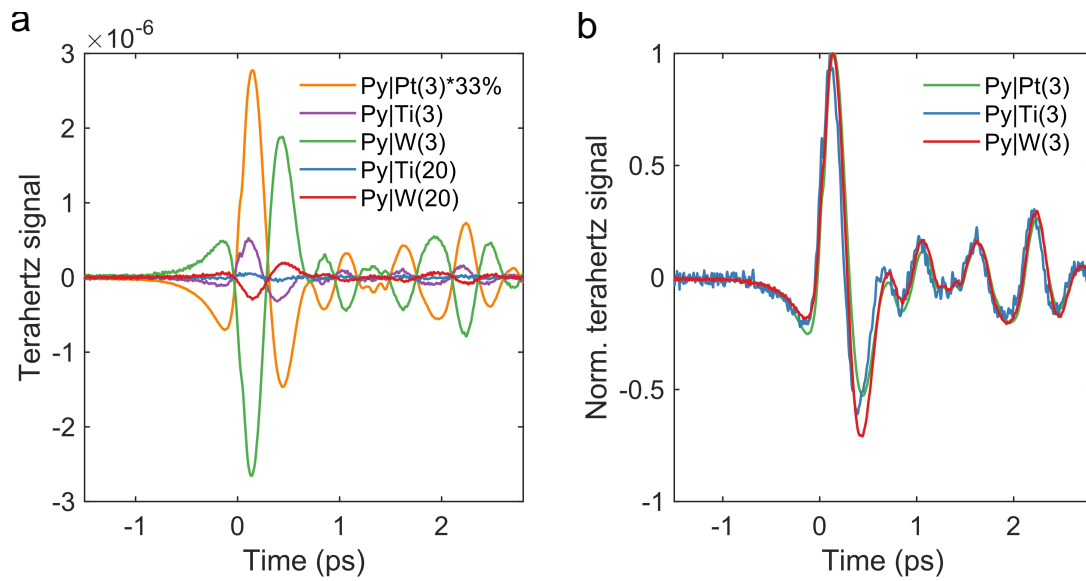 a
×10⁻⁶
3
2
1
0
-1
-2
-3
-1
0
1
2
Terahertz signal
Time (ps)
Py|Pt(3)*33%
Py|Ti(3)
Py|W(3)
Py|Ti(20)
Py|W(20)
b
1
0.5
0
-0.5
-1
-1
0
1
2
Norm. terahertz signal
Time (ps)
Py|Pt(3)
Py|Ti(3)
Py|W(3)